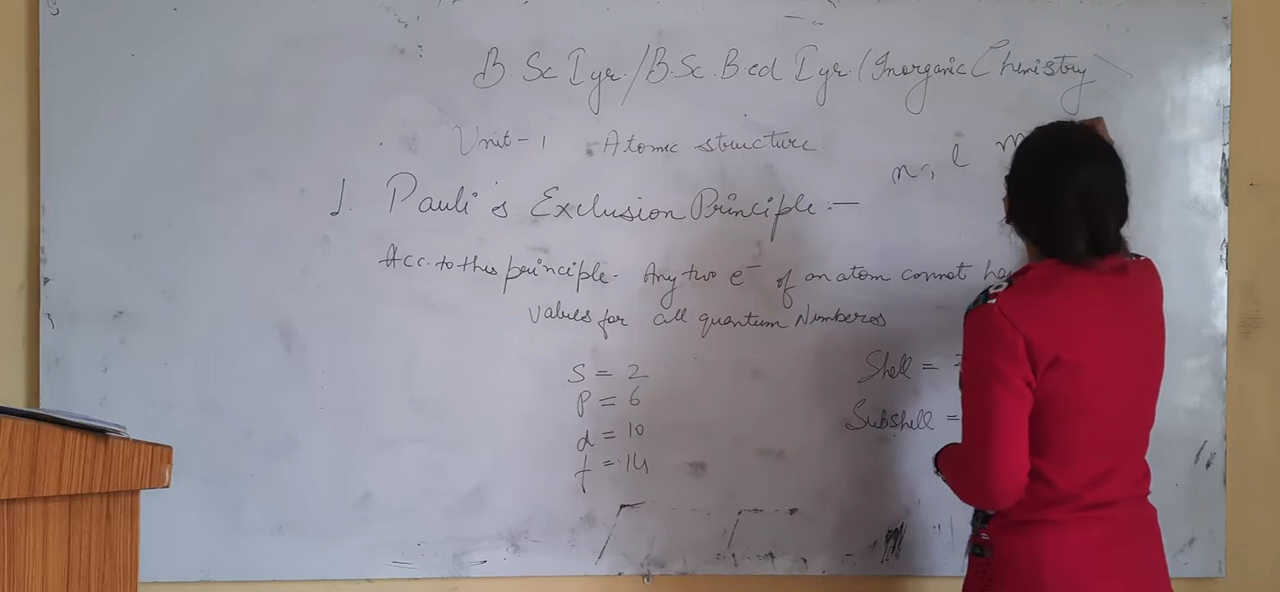 B.Sc I yr./B.Sc.B.ed I yr.(Inorganic Chemistry
Unit-1 Atomic structure
n, l m
1. Pauli's Exclusion Principle :-
Acc. to this principle. Any two e⁻ of an atom cannot ha
values for all quantum Numbers
S = 2
P = 6
d = 10
f = 14
Shell =
Subshell =